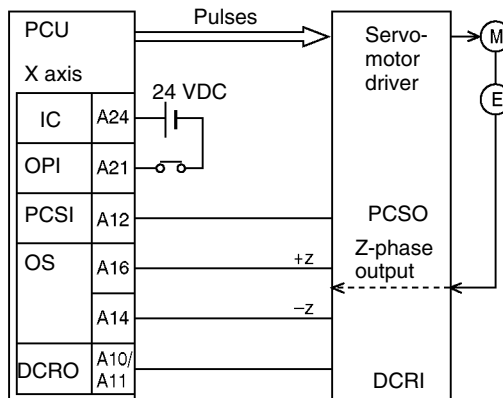 PCU
Pulses
Servo-
motor
driver
M
X axis
24 VDC
IC
A24
E
OPI
A21
PCSI
A12
PCSO
OS
A16
+z
Z-phase
output
A14
–z
DCRO
A10/
A11
DCRI